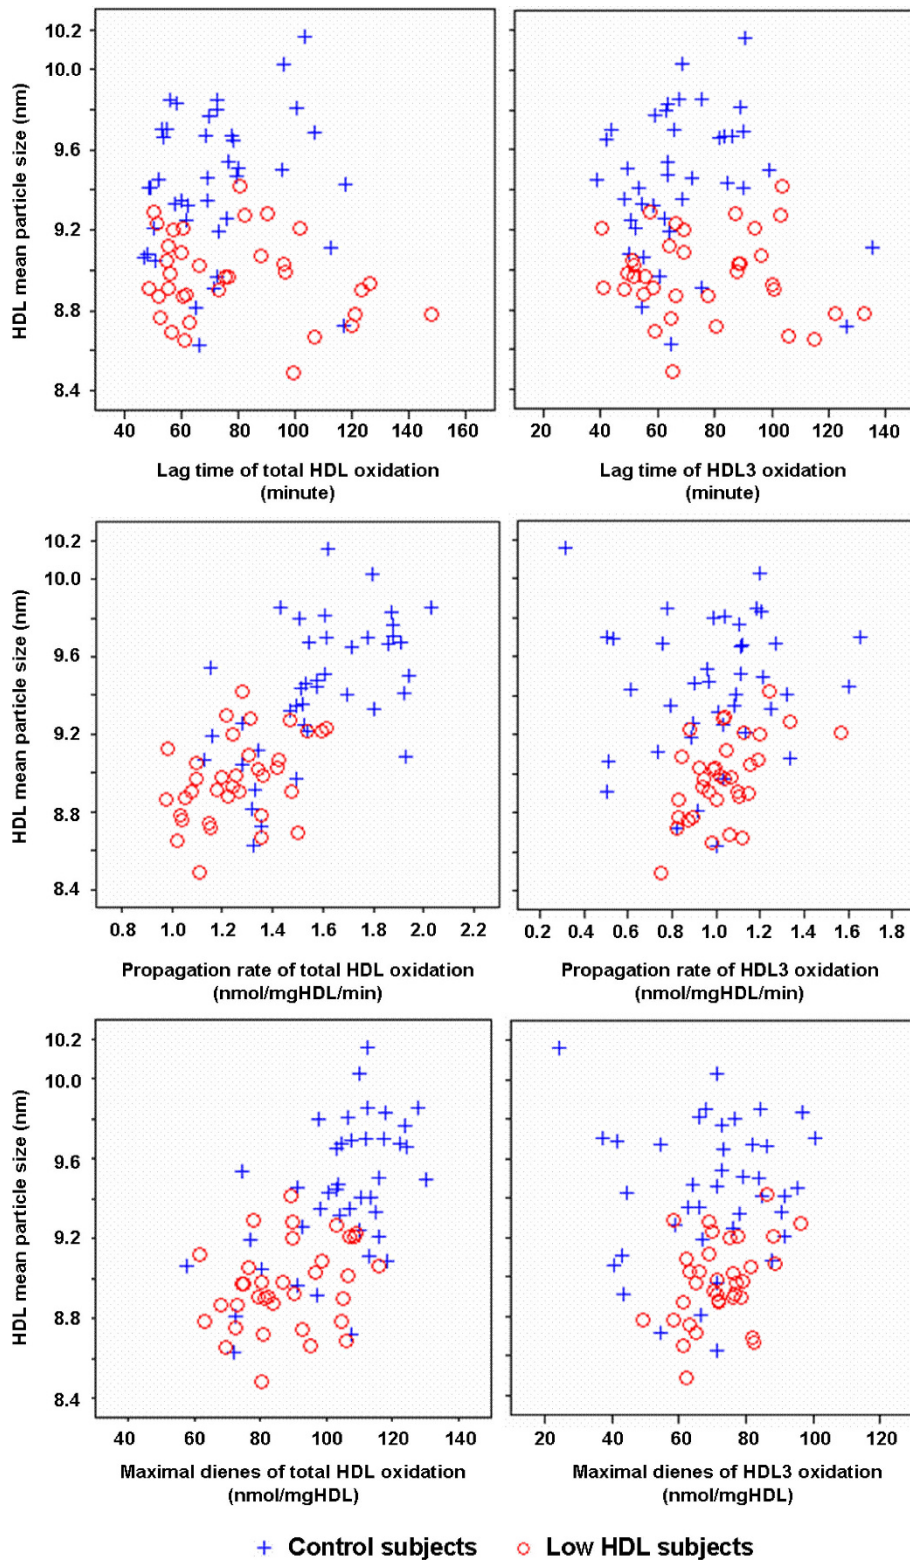 HDL mean particle size (nm)
10.2
10.0
9.6
9.2
8.8
8.4
40 60 80 100 120 140 160
20 40 60 80 100 120 140
Lag time of total HDL oxidation
(minute)
Lag time of HDL3 oxidation
(minute)
HDL mean particle size (nm)
10.2
10.0
9.6
9.2
8.8
8.4
0.8 1.0 1.2 1.4 1.6 1.8 2.0 2.2
0.2 0.4 0.6 0.8 1.0 1.2 1.4 1.6 1.8
Propagation rate of total HDL oxidation
(nmol/mgHDL/min)
Propagation rate of HDL3 oxidation
(nmol/mgHDL/min)
HDL mean particle size (nm)
10.2
10.0
9.6
9.2
8.8
8.4
40 60 80 100 120 140
20 40 60 80 100 120
Maximal dienes of total HDL oxidation
(nmol/mgHDL)
Maximal dienes of HDL3 oxidation
(nmol/mgHDL)
Control subjects Low HDL subjects